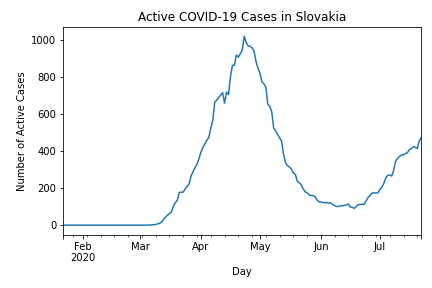 Active COVID-19 Cases in Slovakia
Number of Active Cases
1000
800
600
400
200
0
Feb Mar Apr May Jun Jul
2020
Day